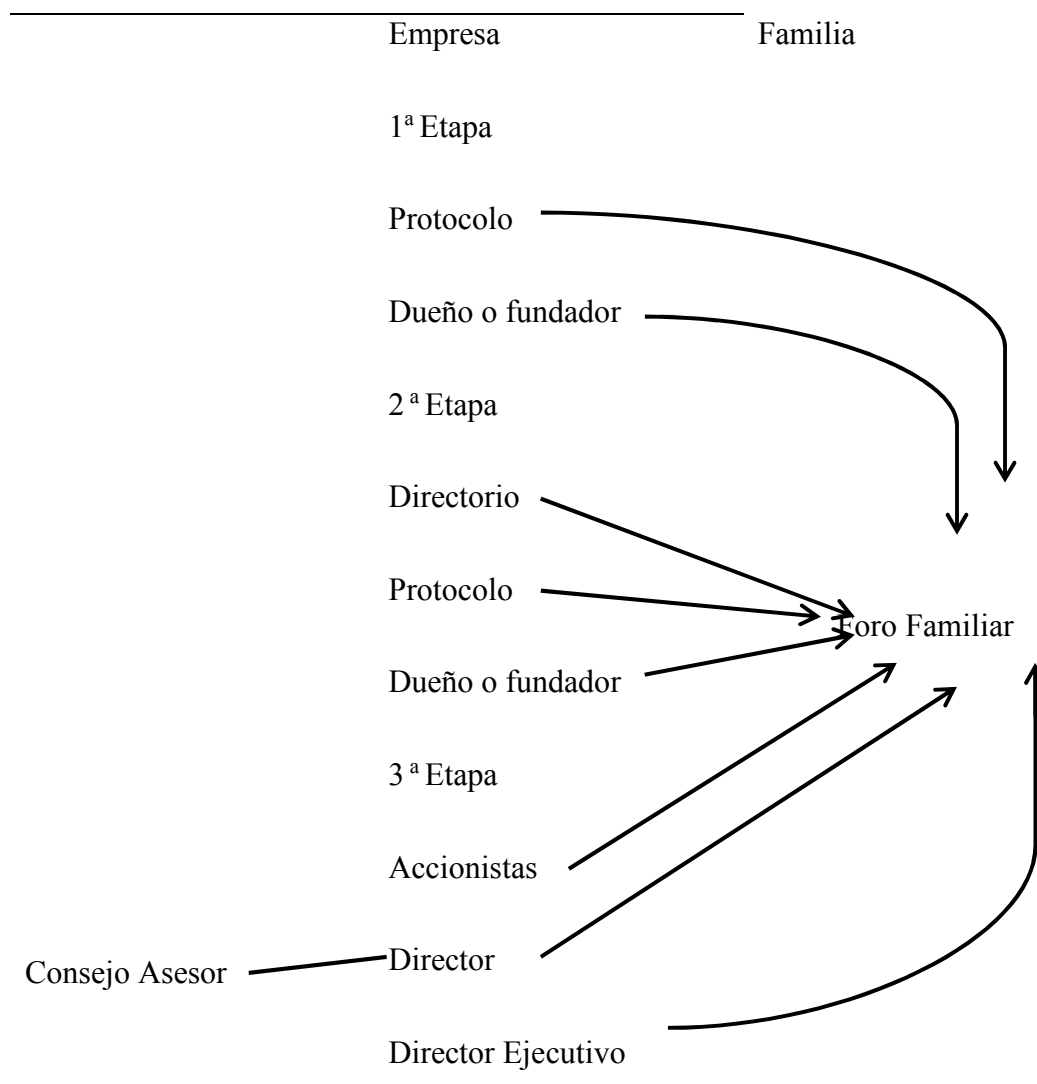 Empresa Familia
1ª Etapa
Protocolo
Dueño o fundador
2 ª Etapa
Directorio
Protocolo
Foro Familiar
Dueño o fundador
3 ª Etapa
Accionistas
Director
Consejo Asesor
Director Ejecutivo